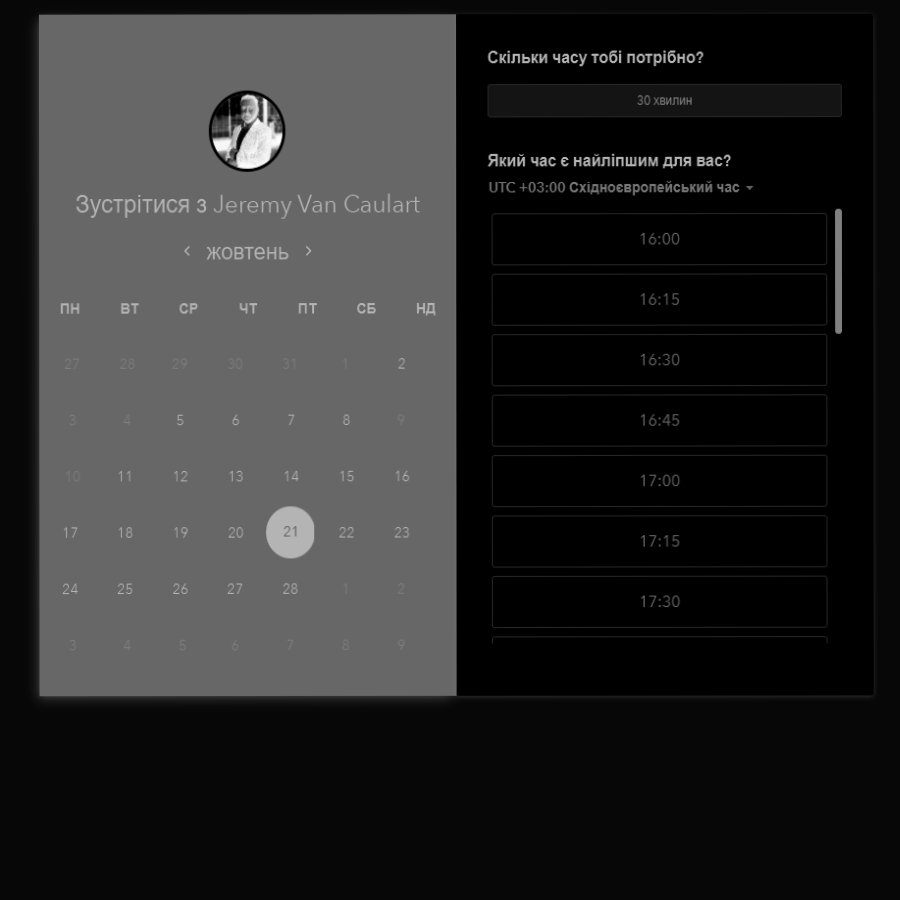 Зустрітися з Jeremy Van Caulart
жовтень
ПН ВТ СР ЧТ ПТ СБ НД
27 28 29 30 31 1 2
3 4 5 6 7 8 9
10 11 12 13 14 15 16
17 18 19 20 21 22 23
24 25 26 27 28 1 2
3 4 5 6 7 8 9
Скільки часу тобі потрібно?
30 хвилин
Який час є найліпшим для вас?
UTC +03:00 Східноєвропейський час
16:00
16:15
16:30
16:45
17:00
17:15
17:30